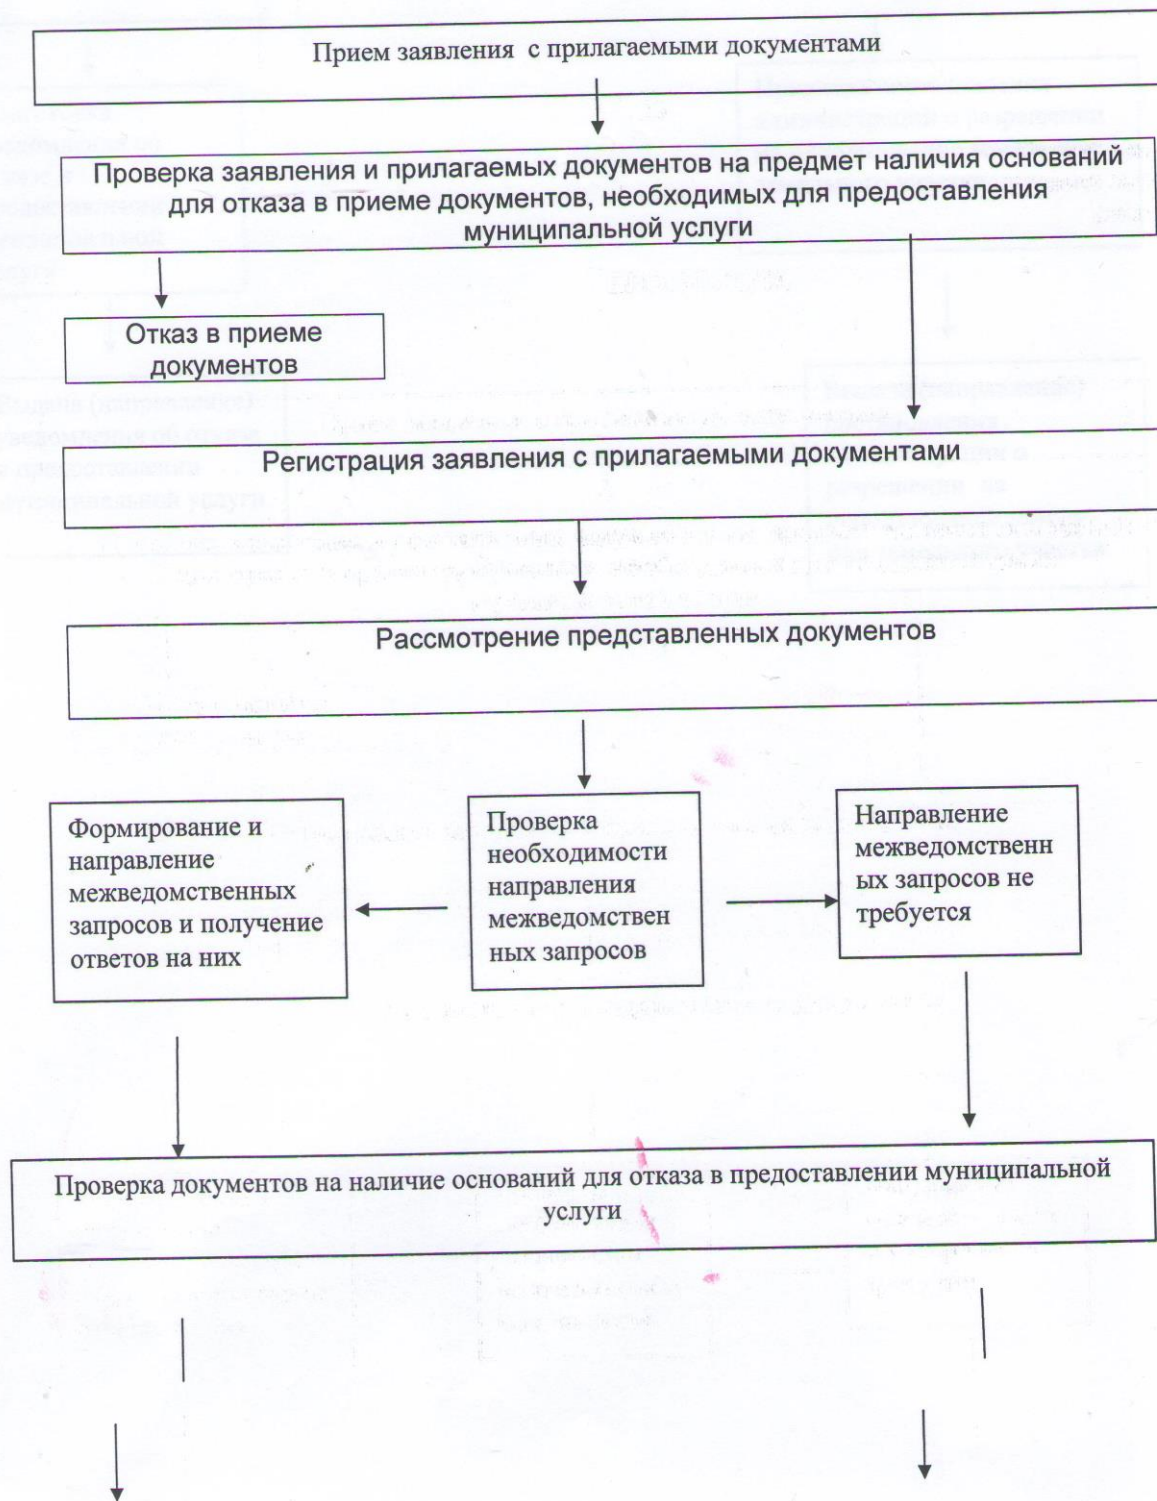 Прием заявления с прилагаемыми документами
Проверка заявления и прилагаемых документов на предмет наличия оснований
для отказа в приеме документов, необходимых для предоставления
муниципальной услуги
Отказ в приеме
документов
Регистрация заявления с прилагаемыми документами
Рассмотрение представленных документов
Формирование и
направление
межведомственных
запросов и получение
ответов на них
Проверка
необходимости
направления
межведомствен
ных запросов
Направление
межведомственн
ых запросов не
требуется
Проверка документов на наличие оснований для отказа в предоставлении муниципальной
услуги